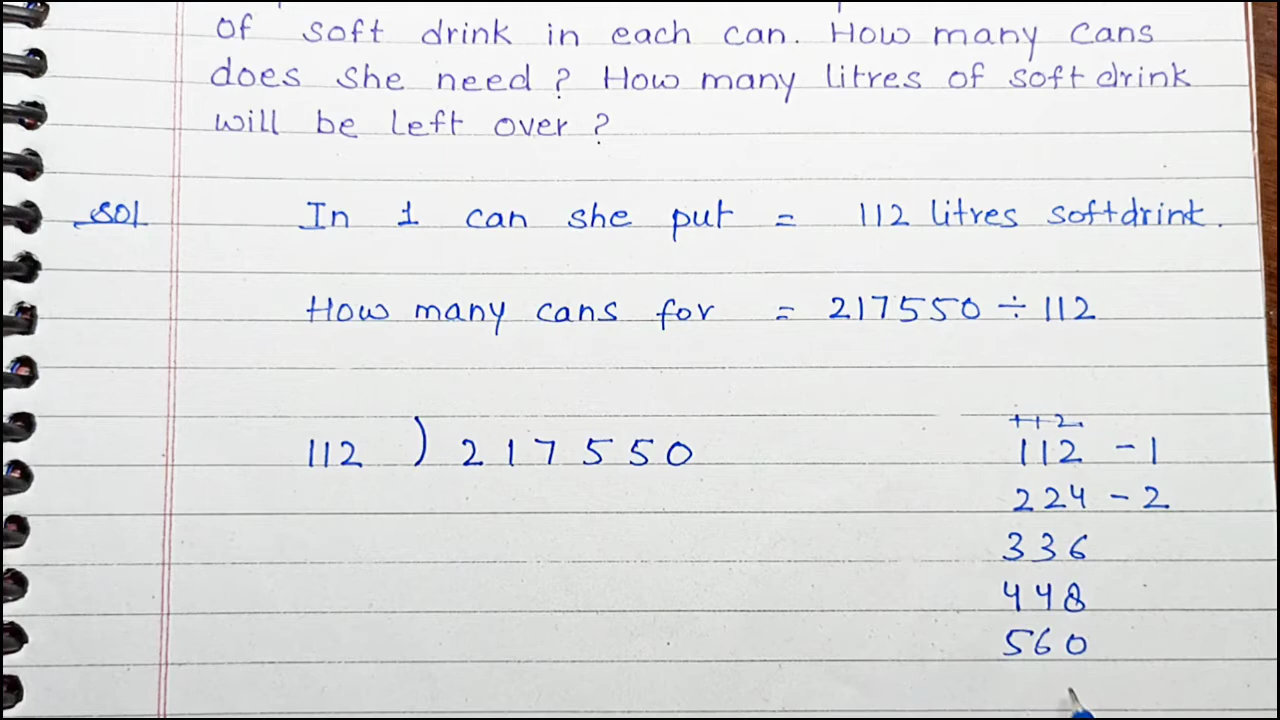 of soft drink in each can. How many cans
does she need? How many litres of soft drink
will be left over?
Sol In 1 can she put = 112 litres softdrink.
How many cans for = 217550 ÷ 112
112 ) 217550
112
112 - 1
224 - 2
336
448
560